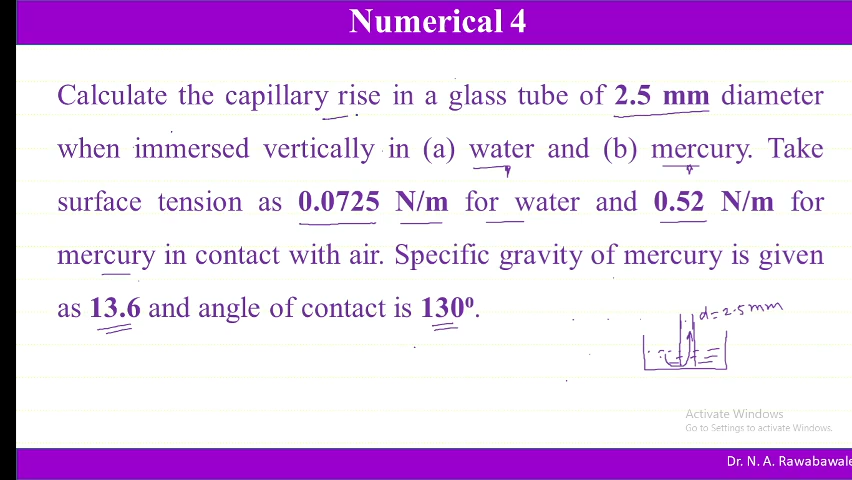 Numerical 4
Calculate the capillary rise in a glass tube of 2.5 mm diameter
when immersed vertically in (a) water and (b) mercury. Take
surface tension as 0.0725 N/m for water and 0.52 N/m for
mercury in contact with air. Specific gravity of mercury is given
as 13.6 and angle of contact is 130⁰.
d=2.5mm
Activate Windows
Go to Settings to activate Windows.
Dr. N. A. Rawabawale